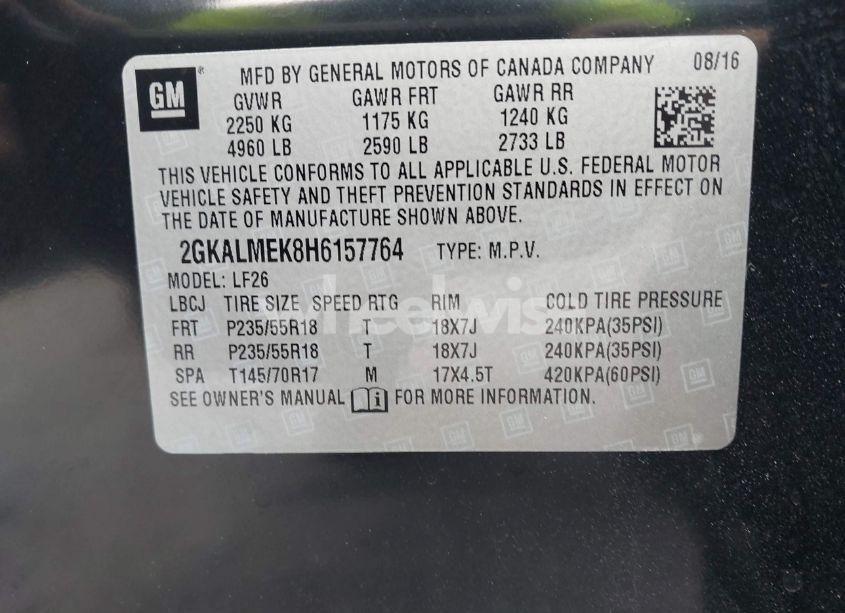 GM ® MFD BY GENERAL MOTORS OF CANADA COMPANY 08/16
GVWR GAWR FRT GAWR RR
2250 KG 1175 KG 1240 KG
4960 LB 2590 LB 2733 LB
THIS VEHICLE CONFORMS TO ALL APPLICABLE U.S. FEDERAL MOTOR
VEHICLE SAFETY AND THEFT PREVENTION STANDARDS IN EFFECT ON
THE DATE OF MANUFACTURE SHOWN ABOVE.
2GKALMEK8H6157764 TYPE: M.P.V.
MODEL: LF26
LBCJ TIRE SIZE SPEED RTG RIM COLD TIRE PRESSURE
FRT P235/55R18 T 18X7J 240KPA(35PSI)
RR P235/55R18 T 18X7J 240KPA(35PSI)
SPA T145/70R17 M 17X4.5T 420KPA(60PSI)
SEE OWNER'S MANUAL i FOR MORE INFORMATION.